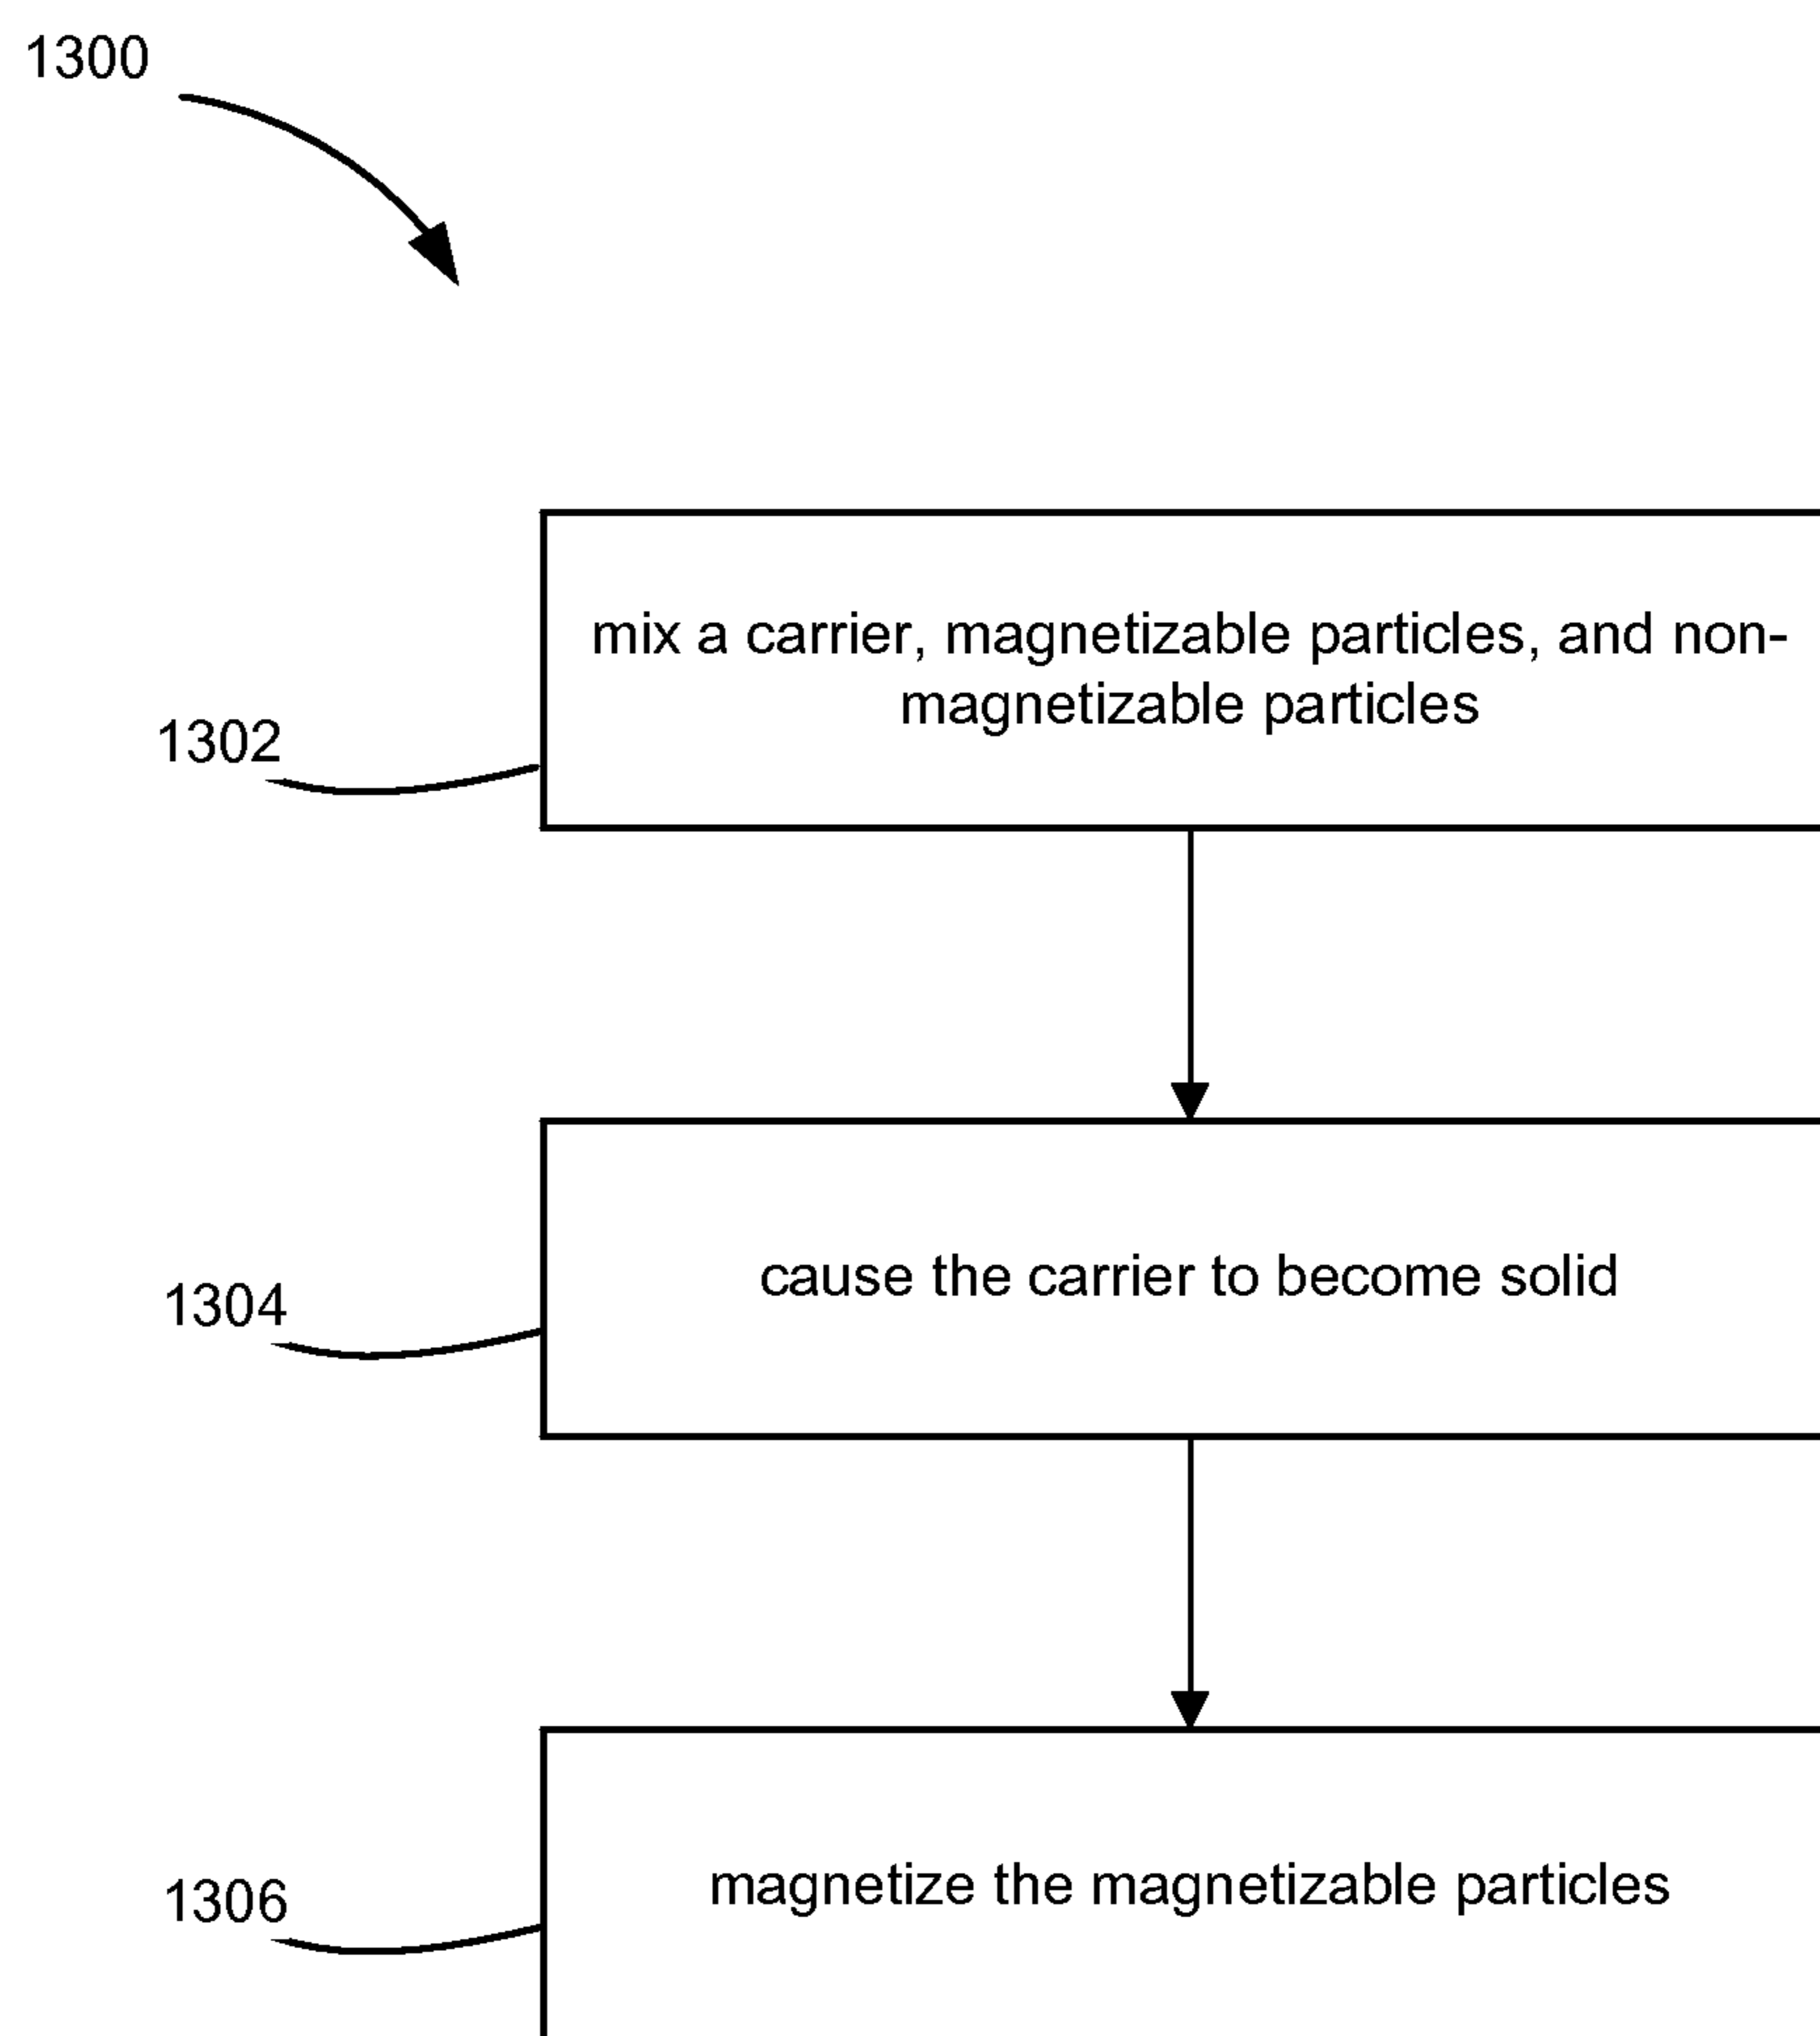 1300
mix a carrier, magnetizable particles, and non-
magnetizable particles
1302
cause the carrier to become solid
1304
magnetize the magnetizable particles
1306